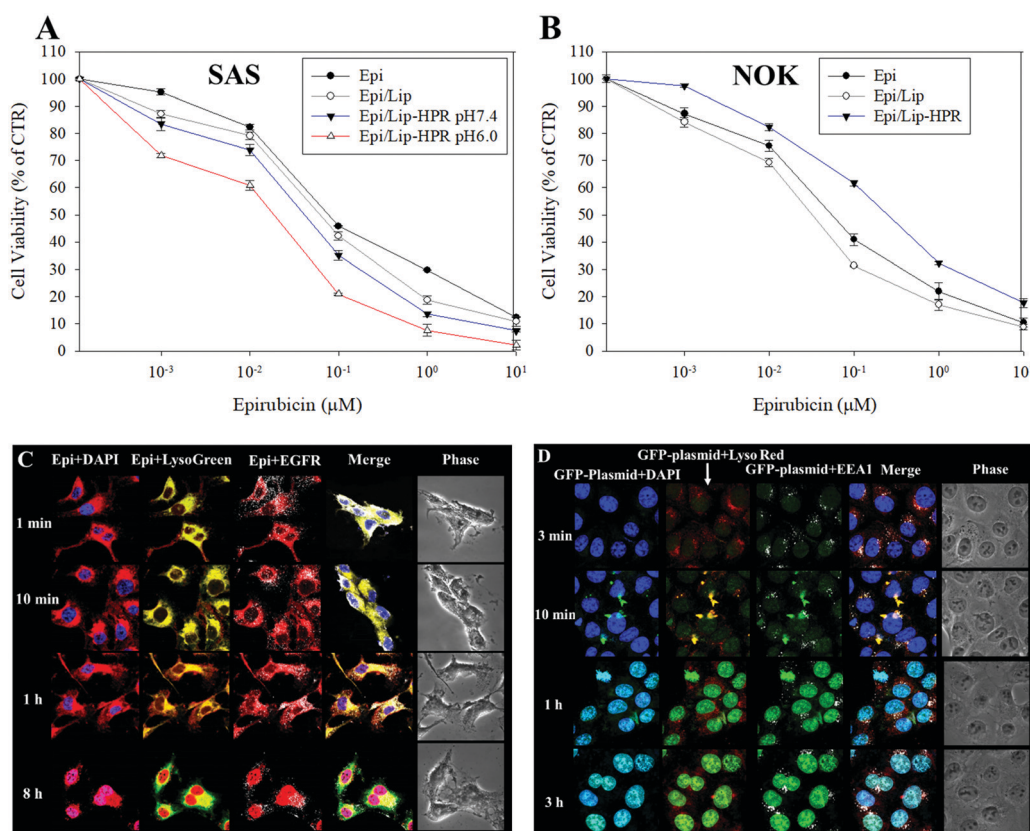 A
SAS
Epi
Epi/Lip
Epi/Lip-HPR pH7.4
Epi/Lip-HPR pH6.0
Cell Viability (% of CTR)
110
100
90
80
70
60
50
40
30
20
10
0
10⁻³ 10⁻² 10⁻¹ 10⁰ 10¹
Epirubicin (µM)
B
NOK
Epi
Epi/Lip
Epi/Lip-HPR
Cell Viability (% of CTR)
110
100
90
80
70
60
50
40
30
20
10
0
10⁻³ 10⁻² 10⁻¹ 10⁰ 10
Epirubicin (µM)
C Epi+DAPI Epi+LysoGreen Epi+EGFR Merge Phase
1 min
10 min
1 h
8 h
D GFP-plasmid+Lyso Red
GFP-Plasmid+DAPI GFP-plasmid+EEA1 Merge Phase
3 min
10 min
1 h
3 h